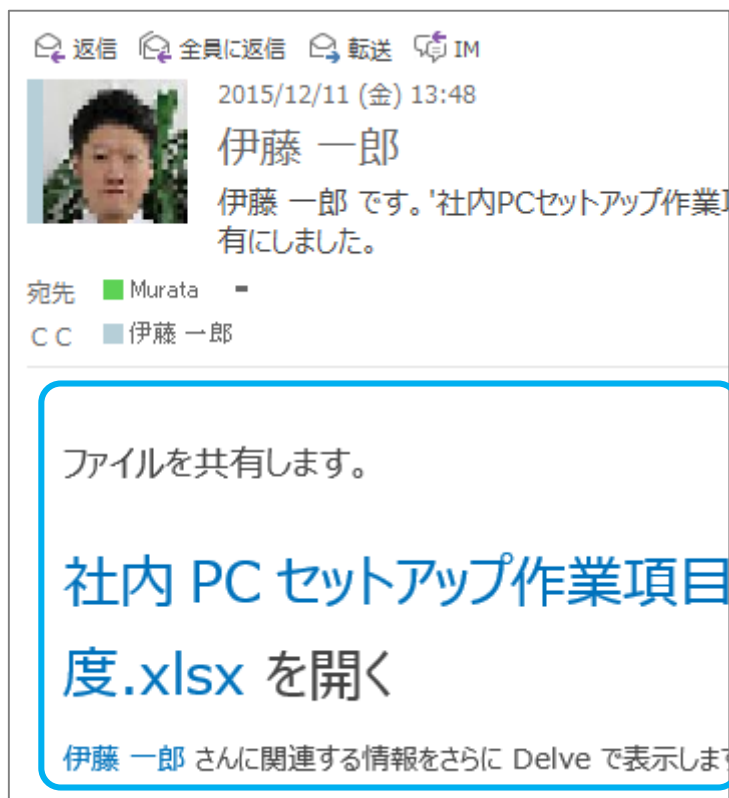 返信 全員に返信 転送 IM
2015/12/11 (金) 13:48
伊藤 一郎
伊藤 一郎 です。'社内PCセットアップ作業
有にしました。
宛先 Murata -
CC 伊藤 一郎
ファイルを共有します。
社内 PC セットアップ作業項目
度.xlsx を開く
伊藤 一郎 さんに関連する情報をさらに Delve で表示しま